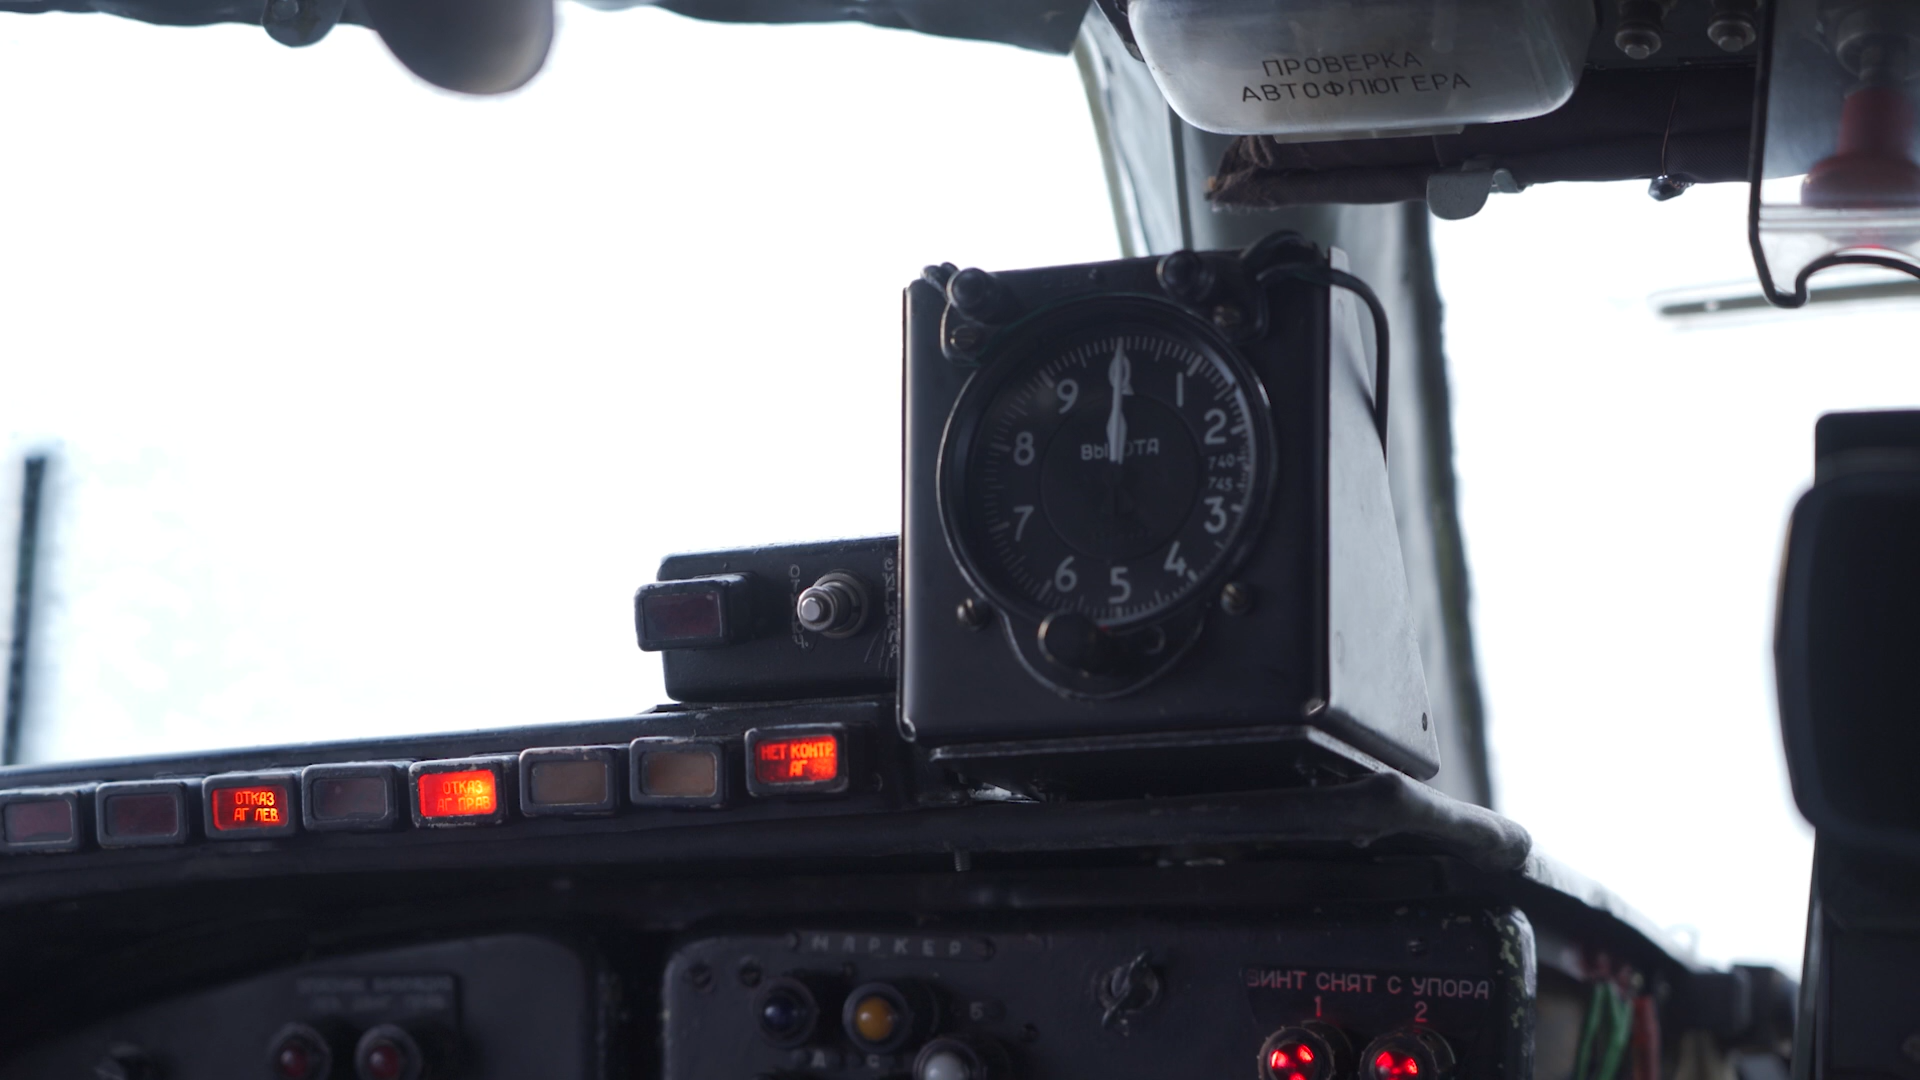 ПРОВЕРКА
АВТОФЛЮГЕРА
0
1
2
3
4
5
6
7
8
9
740
745
НЕТ КОНТР
АГ
ОТКАЗ
АГ ЛЕВ
ОТКАЗ
АГ ПРАВ
МАРКЕР
Б
ВИНТ СНЯТ С УПОРА
1 2